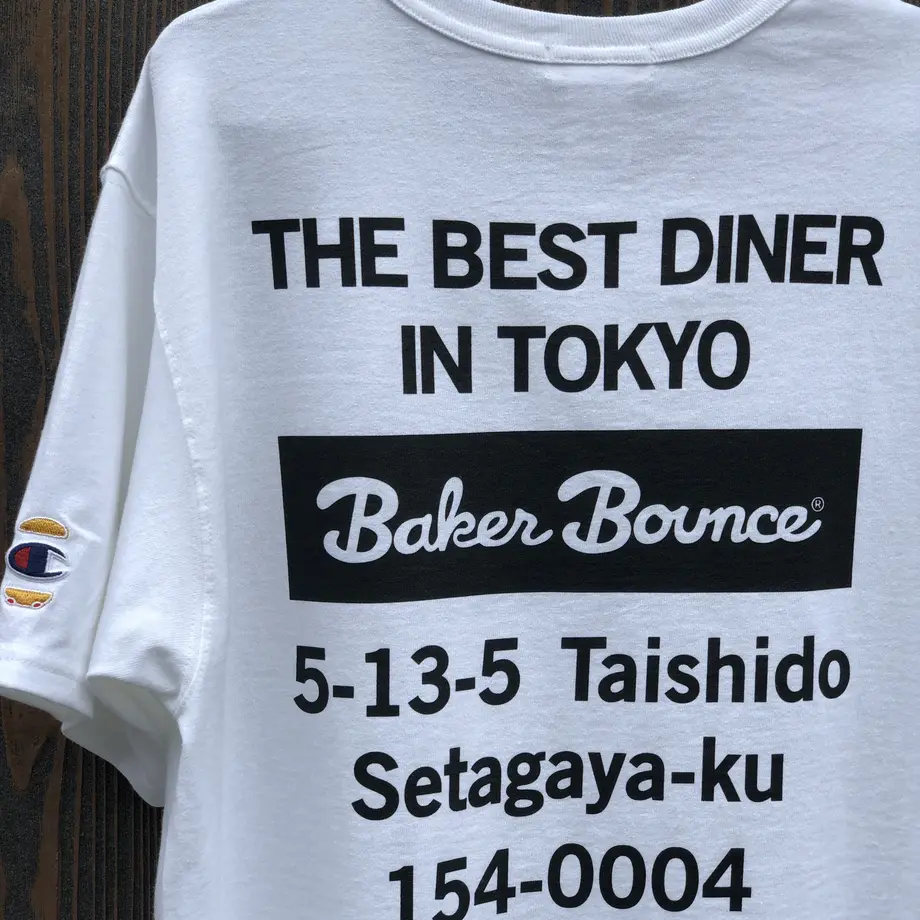 THE BEST DINER
IN TOKYO
Baker Bounce®
5-13-5 Taishido
Setagaya-ku
154-0004